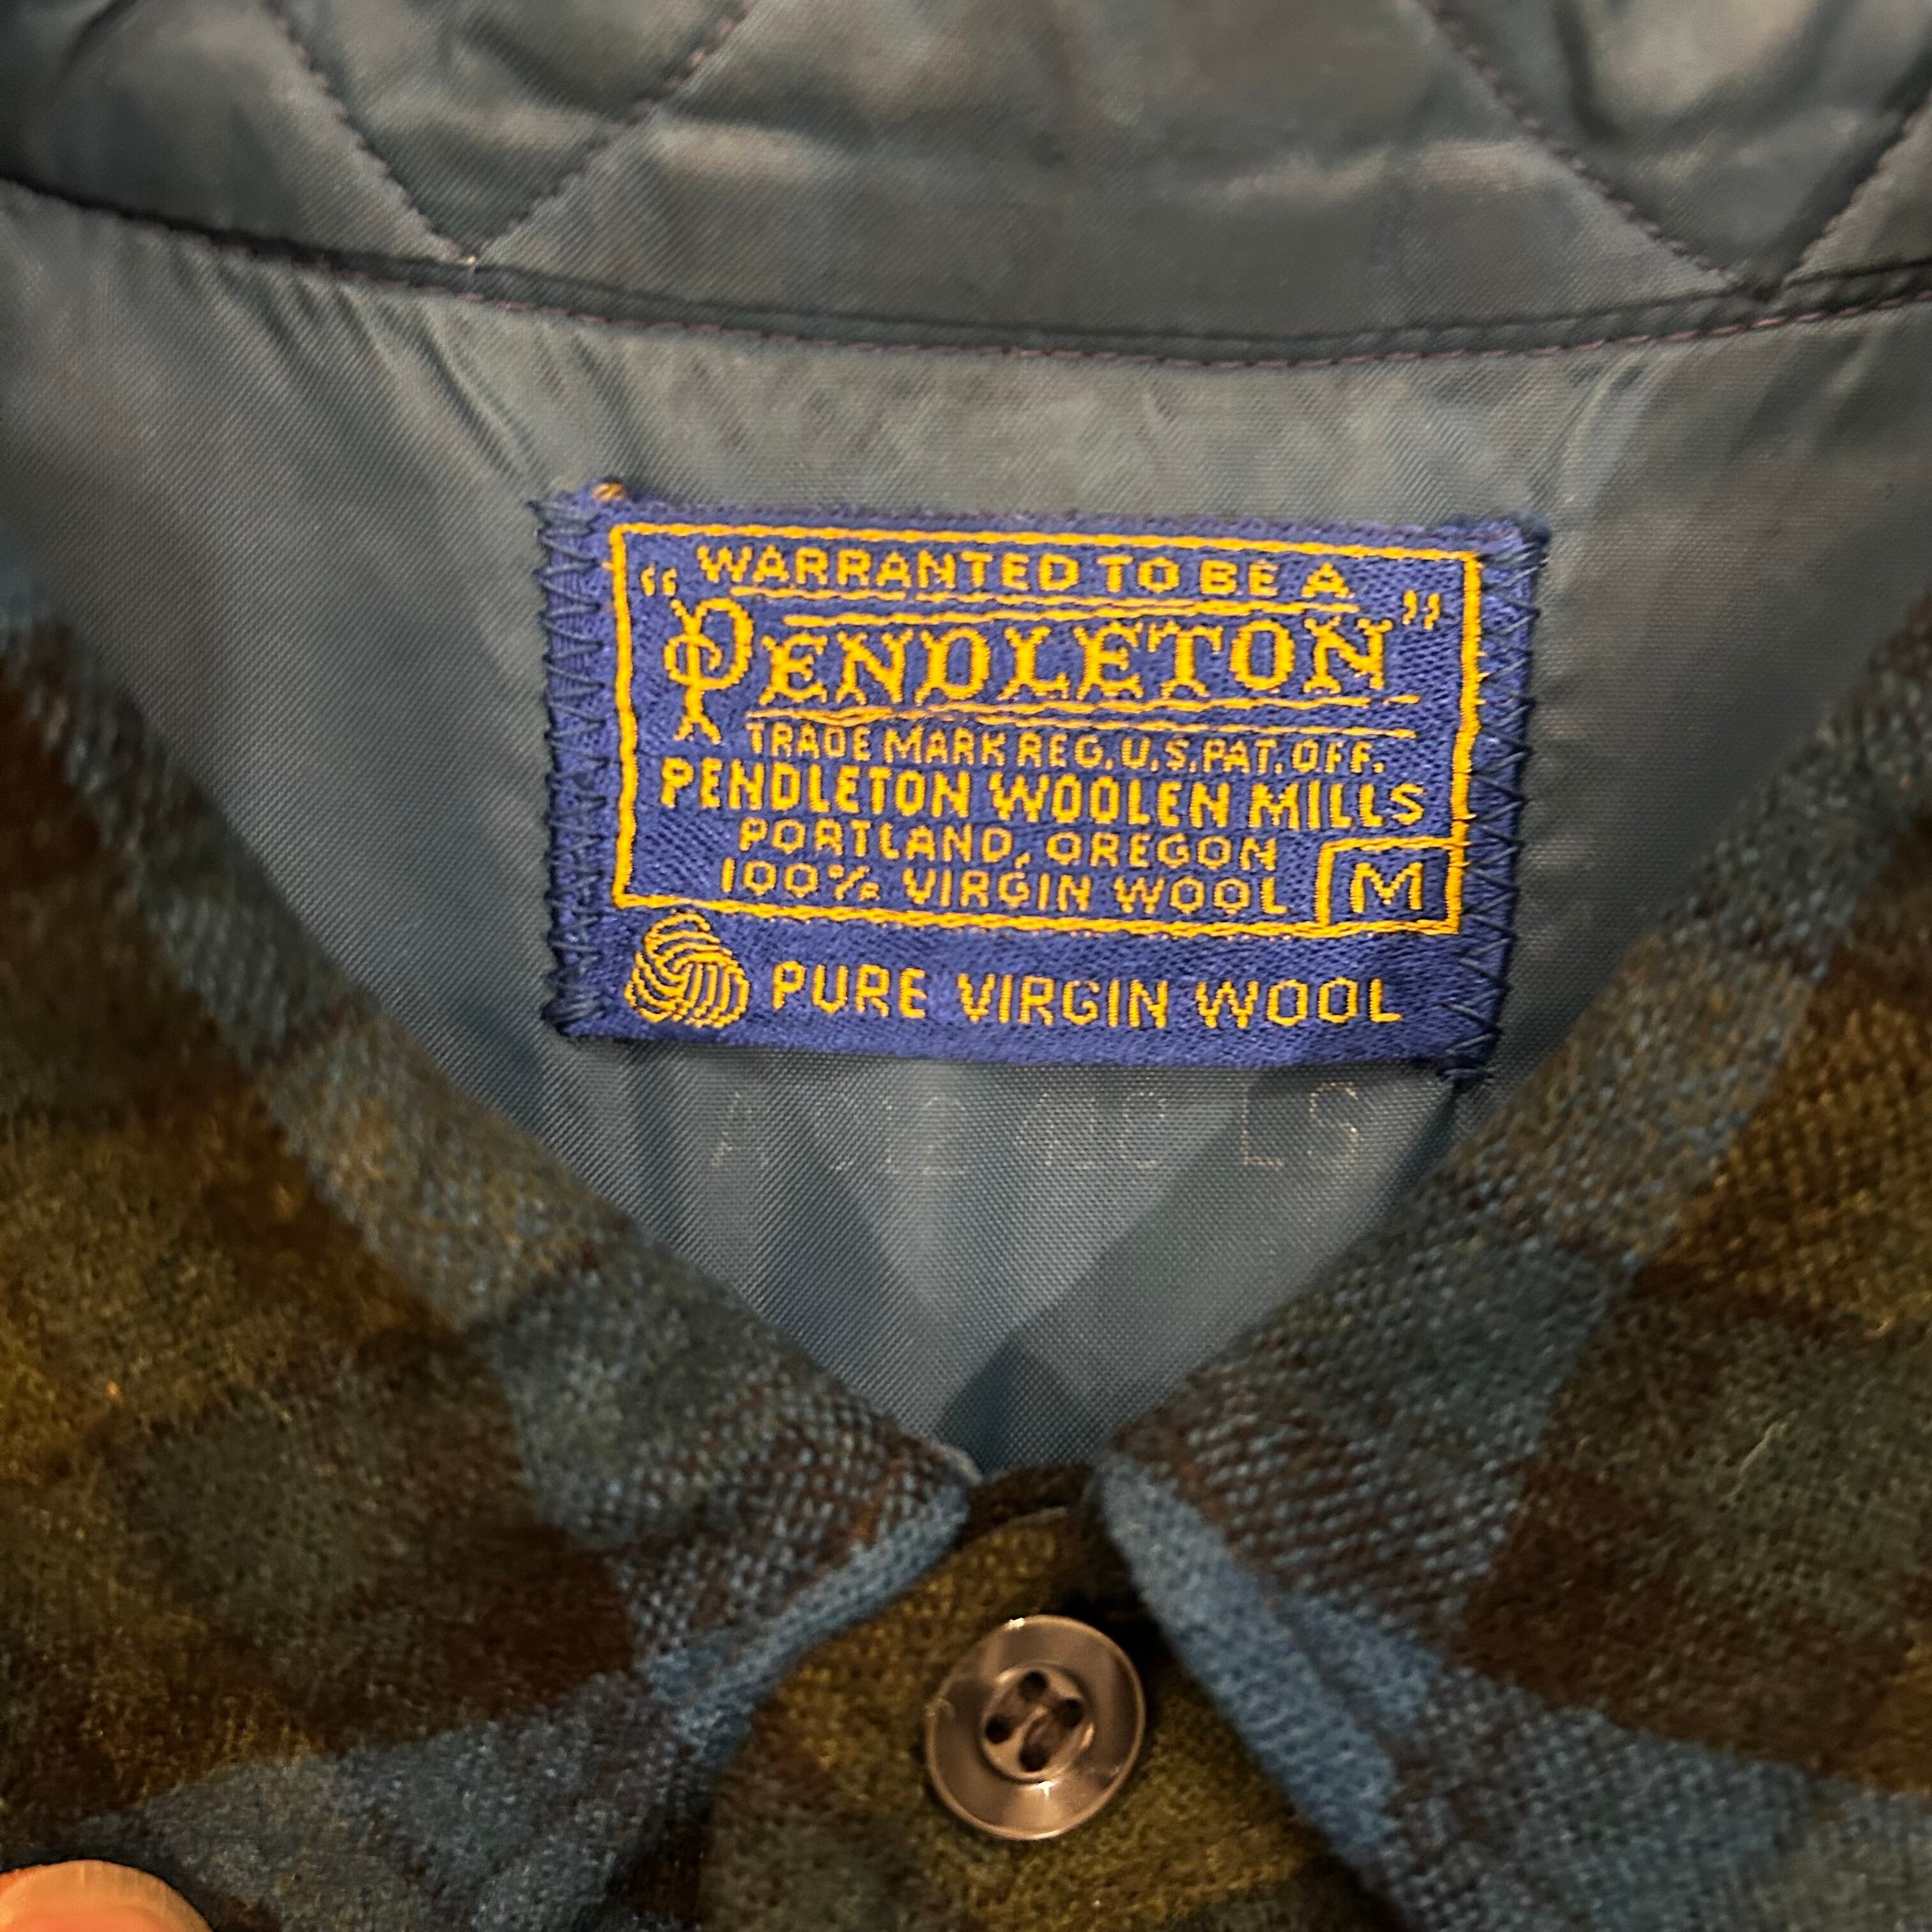 WARRANTED TO BE A
"PENDLETON"
TRADE MARK REG. U.S. PAT. OFF.
PENDLETON WOOLEN MILLS
PORTLAND, OREGON
100% VIRGIN WOOL M
PURE VIRGIN WOOL